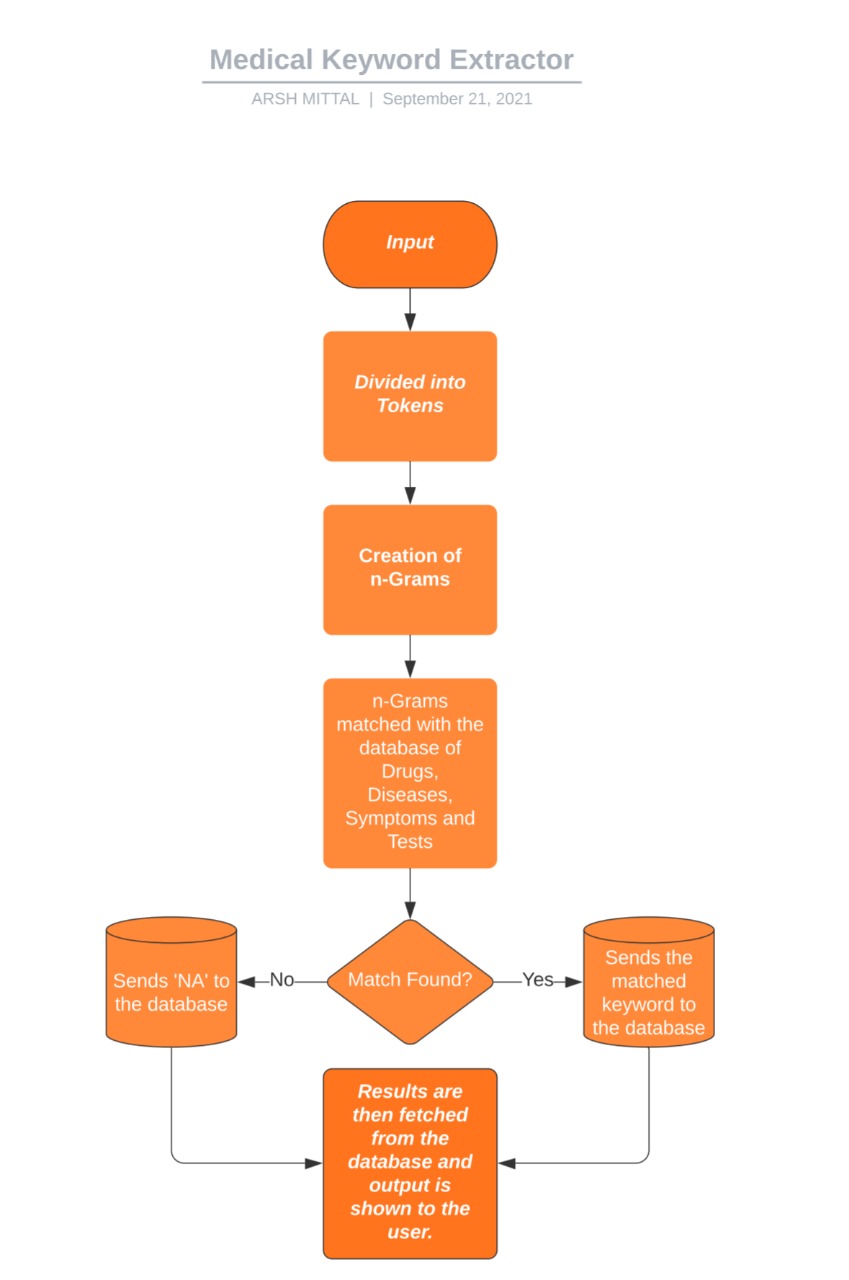 Medical Keyword Extractor
ARSH MITTAL | September 21, 2021
Input
Divided into
Tokens
Creation of
n-Grams
n-Grams
matched with the
database of
Drugs,
Diseases,
Symptoms and
Tests
Match Found?
No
Yes
Sends 'NA' to
the database
Sends the
matched
keyword to
the database
Results are
then fetched
from the
database and
output is
shown to the
user.